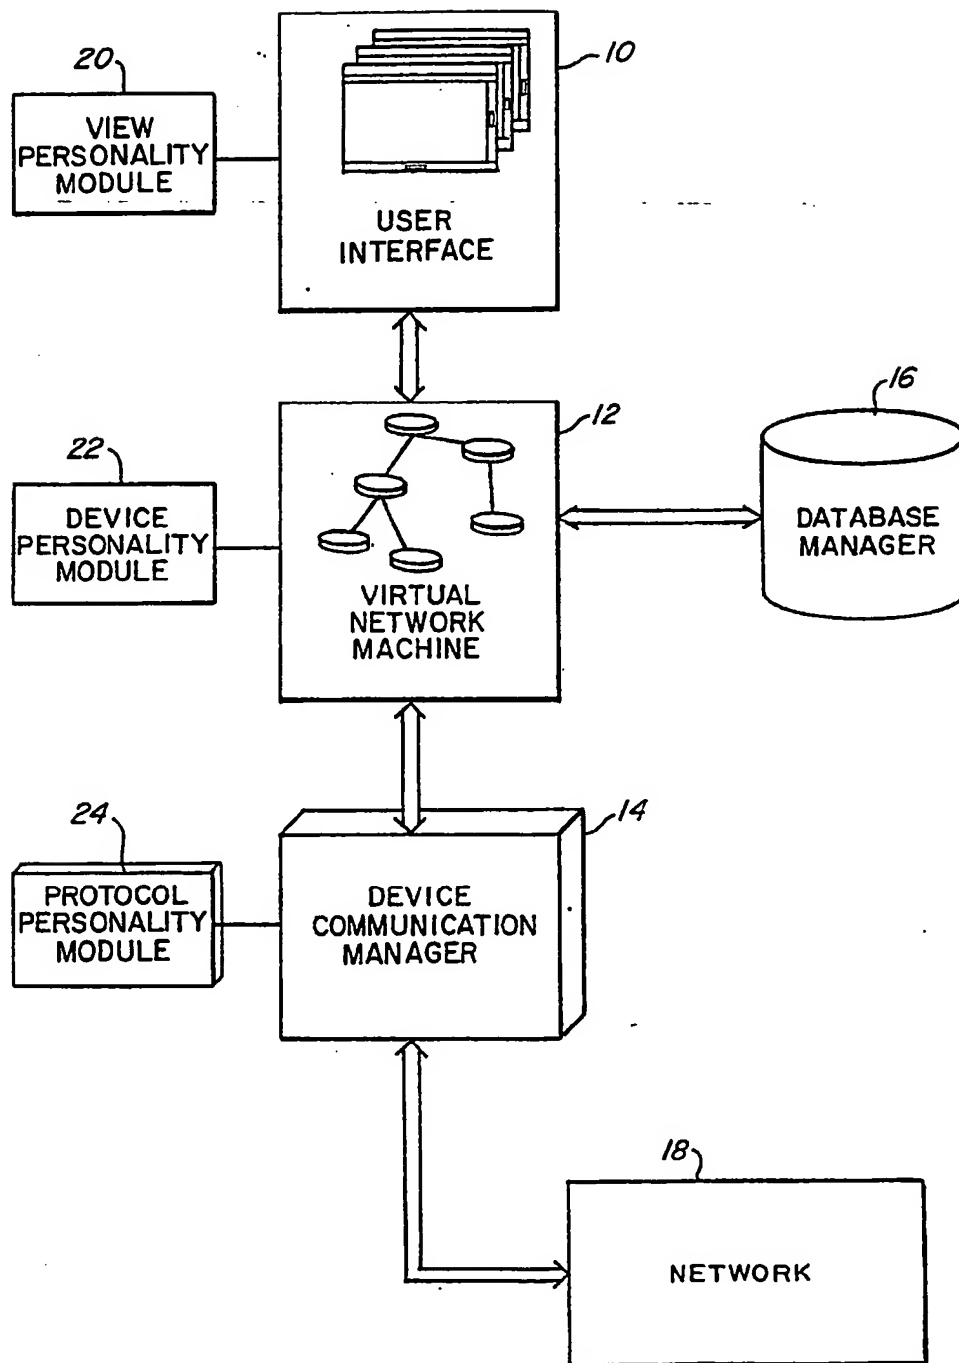 20
10
VIEW
PERSONALITY
MODULE
USER
INTERFACE
12
16
22
DEVICE
PERSONALITY
MODULE
DATABASE
MANAGER
VIRTUAL
NETWORK
MACHINE
24
14
PROTOCOL
PERSONALITY
MODULE
DEVICE
COMMUNICATION
MANAGER
18
NETWORK